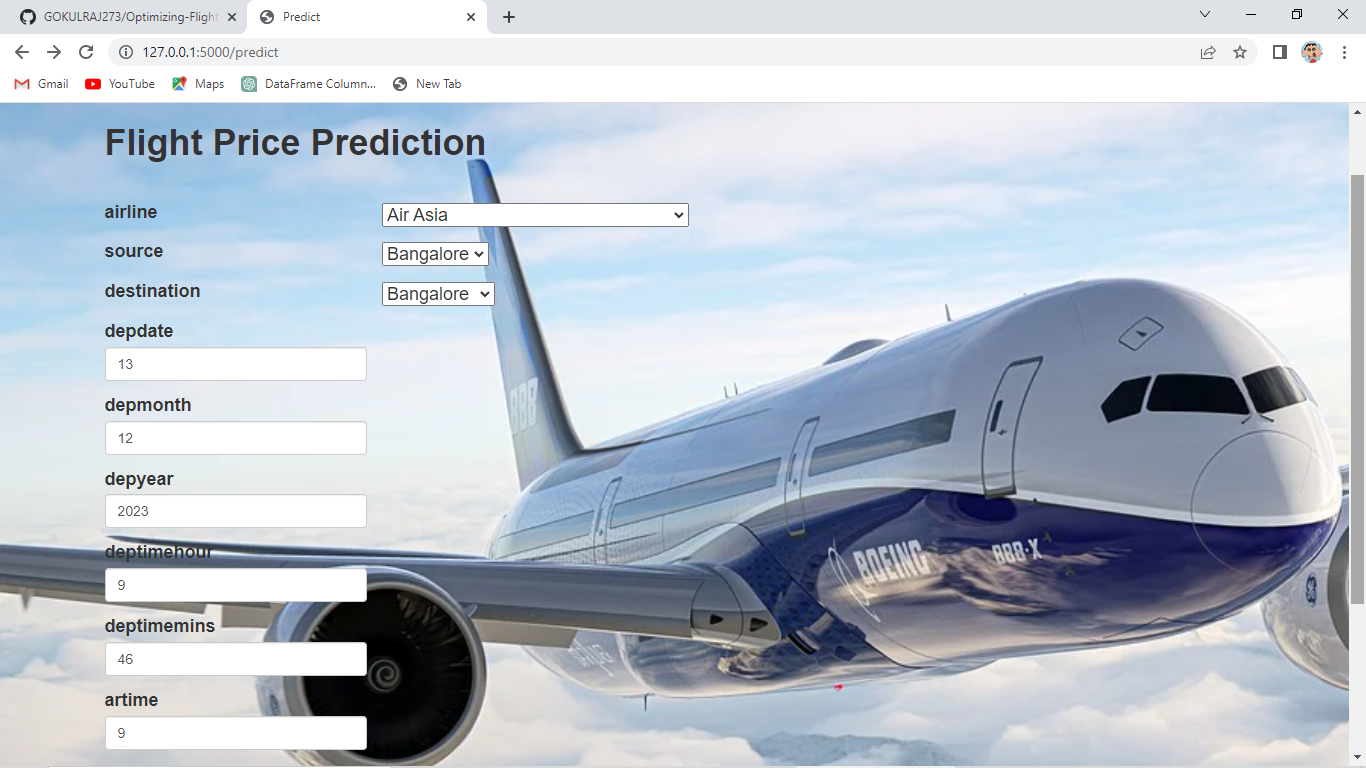 GOKULRAJ273/Optimizing-Flight
Predict
127.0.0.1:5000/predict
Gmail
YouTube
Maps
DataFrame Column...
New Tab
Flight Price Prediction
airline
Air Asia
source
Bangalore
destination
Bangalore
depdate
13
depmonth
12
depyear
2023
deptimehour
9
deptimemins
46
artime
9
BOEING